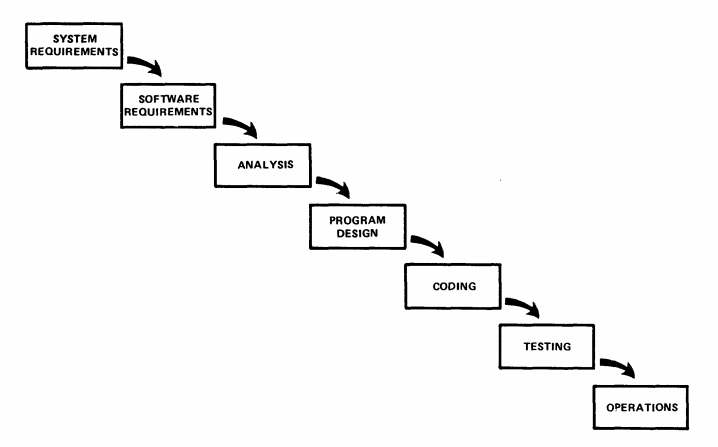 SYSTEM
REQUIREMENTS
SOFTWARE
REQUIREMENTS
ANALYSIS
PROGRAM
DESIGN
CODING
TESTING
OPERATIONS